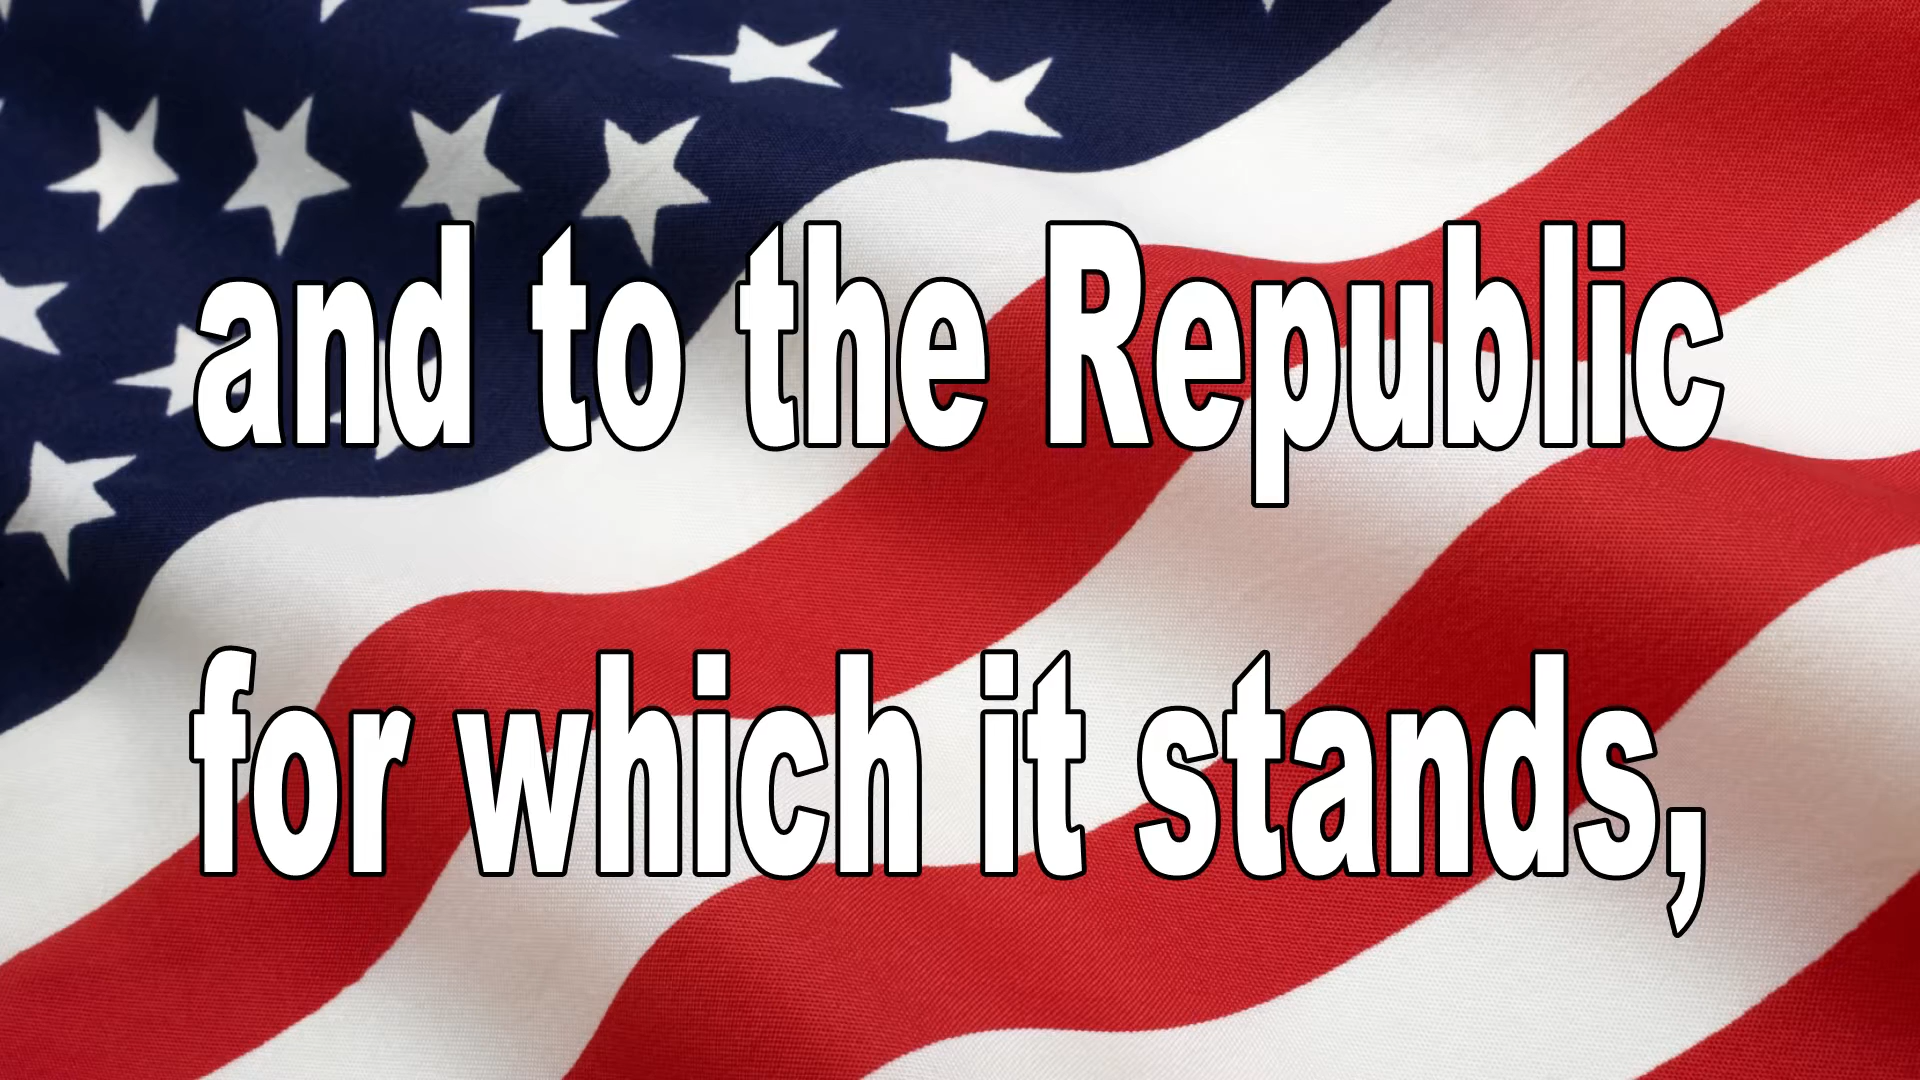 and to the Republic
for which it stands,